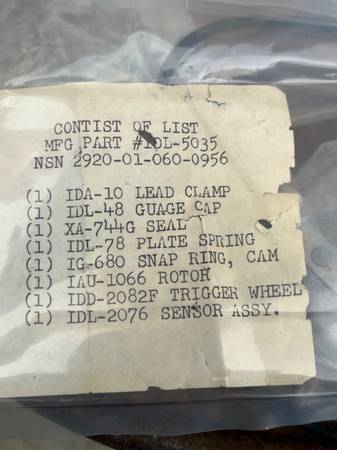 CONTIST OF LIST
MFG PART #IDL-5035
NSN 2920-01-060-0956
(1) IDA-10 LEAD CLAMP
(1) IDL-48 GUAGE CAP
(1) XA-744G SEAL
(1) IDL-78 PLATE SPRING
(1) IG-680 SNAP RING, CAM
(1) IAU-1066 ROTOR
(1) IDD-2082F TRIGGER WHEEL
(1) IDL-2076 SENSOR ASSY.